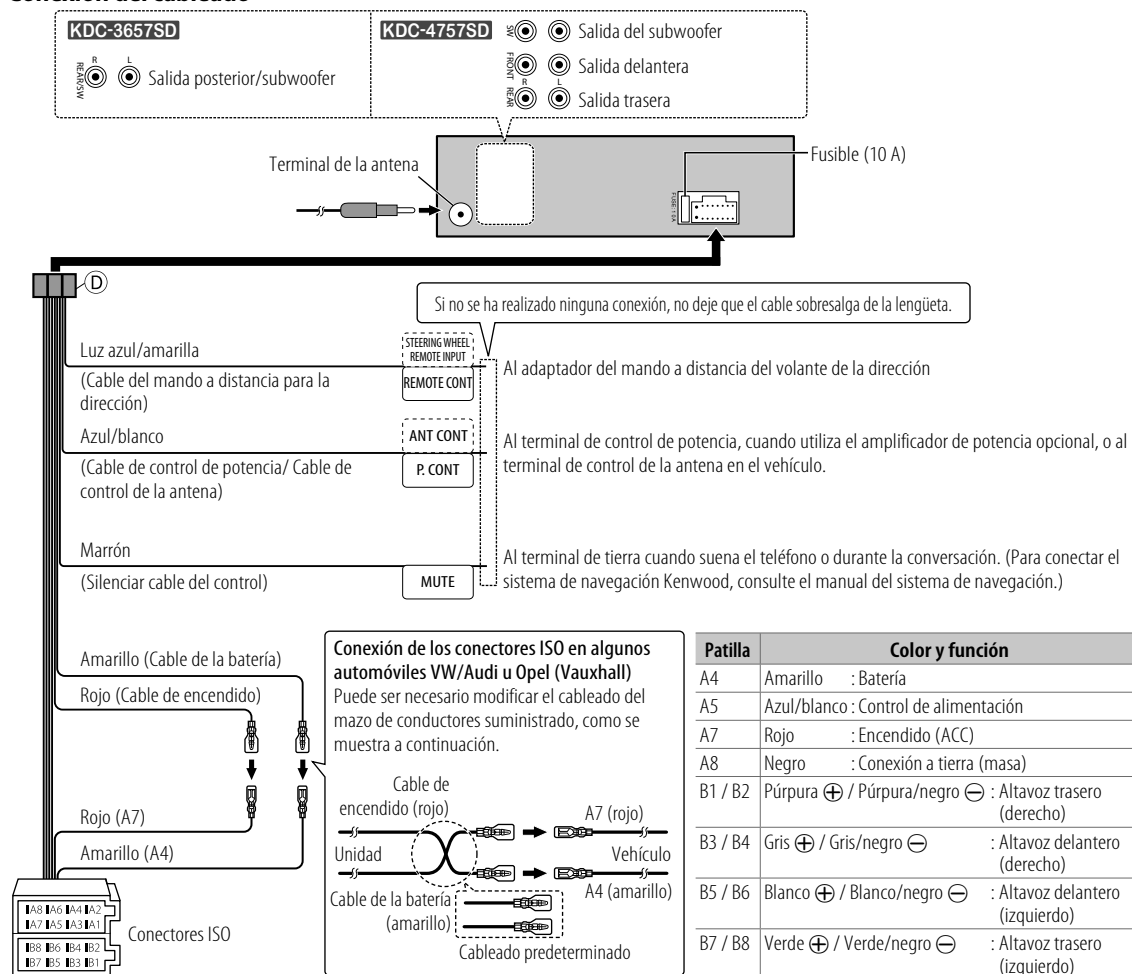 KDC-3657SD
REAR/SW
R L
Salida posterior/subwoofer
KDC-4757SD
SW
Salida del subwoofer
FRONT
Salida delantera
R L
REAR
Salida trasera
Terminal de la antena
Fusible (10 A)
D
Si no se ha realizado ninguna conexión, no deje que el cable sobresalga de la lengüeta.
Luz azul/amarilla
(Cable del mando a distancia para la
dirección)
STEERING WHEEL
REMOTE INPUT
REMOTE CONT
Al adaptador del mando a distancia del volante de la dirección
Azul/blanco
(Cable de control de potencia/ Cable de
control de la antena)
ANT CONT
P. CONT
Al terminal de control de potencia, cuando utiliza el amplificador de potencia opcional, o al
terminal de control de la antena en el vehículo.
Marrón
(Silenciar cable del control)
MUTE
Al terminal de tierra cuando suena el teléfono o durante la conversación. (Para conectar el
sistema de navegación Kenwood, consulte el manual del sistema de navegación.)
Amarillo (Cable de la batería)
Rojo (Cable de encendido)
Rojo (A7)
Amarillo (A4)
A8 A6 A4 A2
A7 A5 A3 A1
B8 B6 B4 B2
B7 B5 B3 B1
Conectores ISO
Conexión de los conectores ISO en algunos
automóviles VW/Audi u Opel (Vauxhall)
Puede ser necesario modificar el cableado del
mazo de conductores suministrado, como se
muestra a continuación.
Cable de
encendido (rojo)
A7 (rojo)
Unidad
Vehículo
Cable de la batería
(amarillo)
A4 (amarillo)
Cableado predeterminado
Patilla Color y función
A4 Amarillo : Batería
A5 Azul/blanco : Control de alimentación
A7 Rojo : Encendido (ACC)
A8 Negro : Conexión a tierra (masa)
B1 / B2 Púrpura ⊕ / Púrpura/negro ⊖ : Altavoz trasero
(derecho)
B3 / B4 Gris ⊕ / Gris/negro ⊖ : Altavoz delantero
(derecho)
B5 / B6 Blanco ⊕ / Blanco/negro ⊖ : Altavoz delantero
(izquierdo)
B7 / B8 Verde ⊕ / Verde/negro ⊖ : Altavoz trasero
(izquierdo)